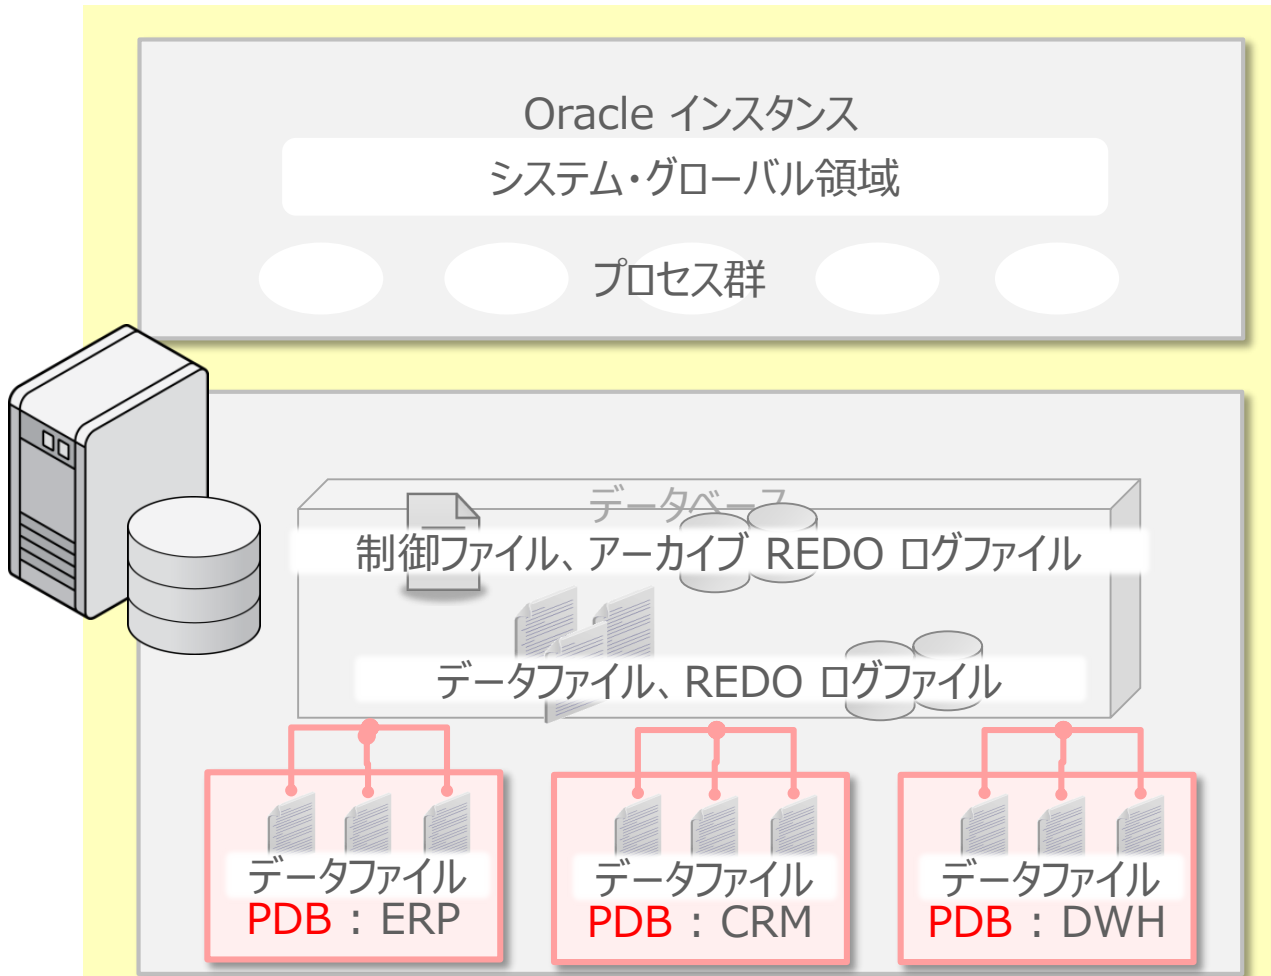 Oracle インスタンス
システム・グローバル領域
プロセス群
データベース
制御ファイル、アーカイブ REDO ログファイル
データファイル、REDO ログファイル
データファイル
PDB : ERP
データファイル
PDB : CRM
データファイル
PDB : DWH